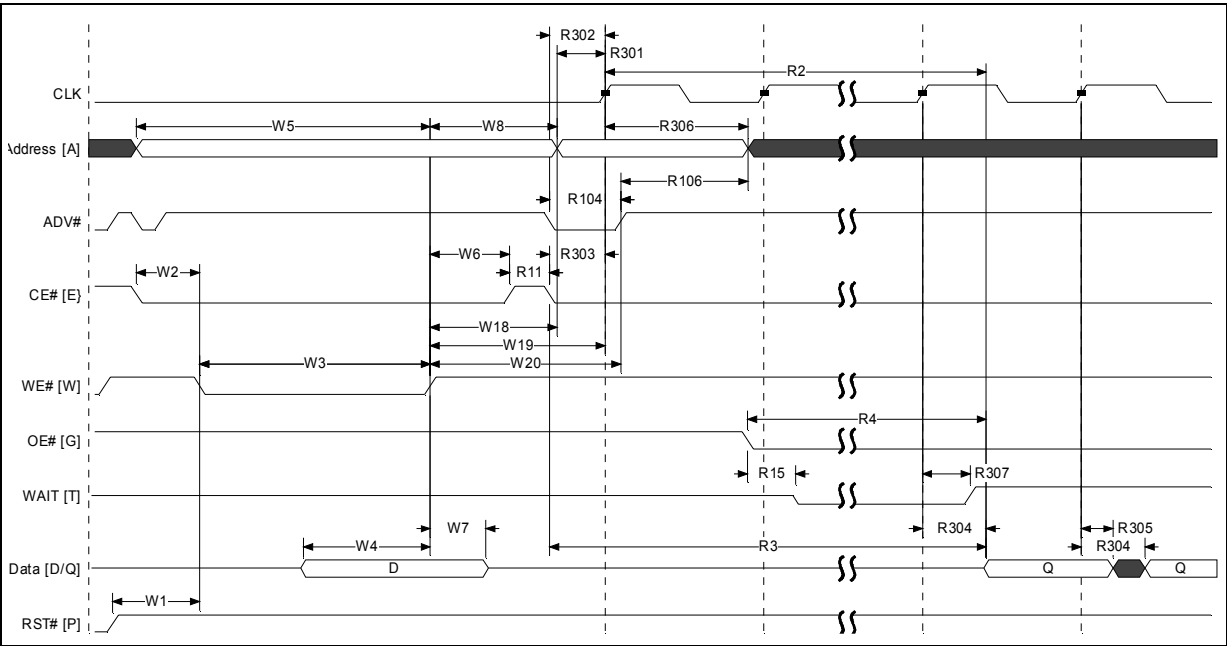 R302
R301
R2
CLK
W5
W8
R306
Address [A]
R106
R104
ADV#
W6
R303
W2
R11
CE# [E}
W18
W19
W3
W20
WE# [W]
R4
OE# [G]
R15
R307
WAIT [T]
W7
R304
R305
W4
R3
R304
Data [D/Q]
D
Q
Q
W1
RST# [P]